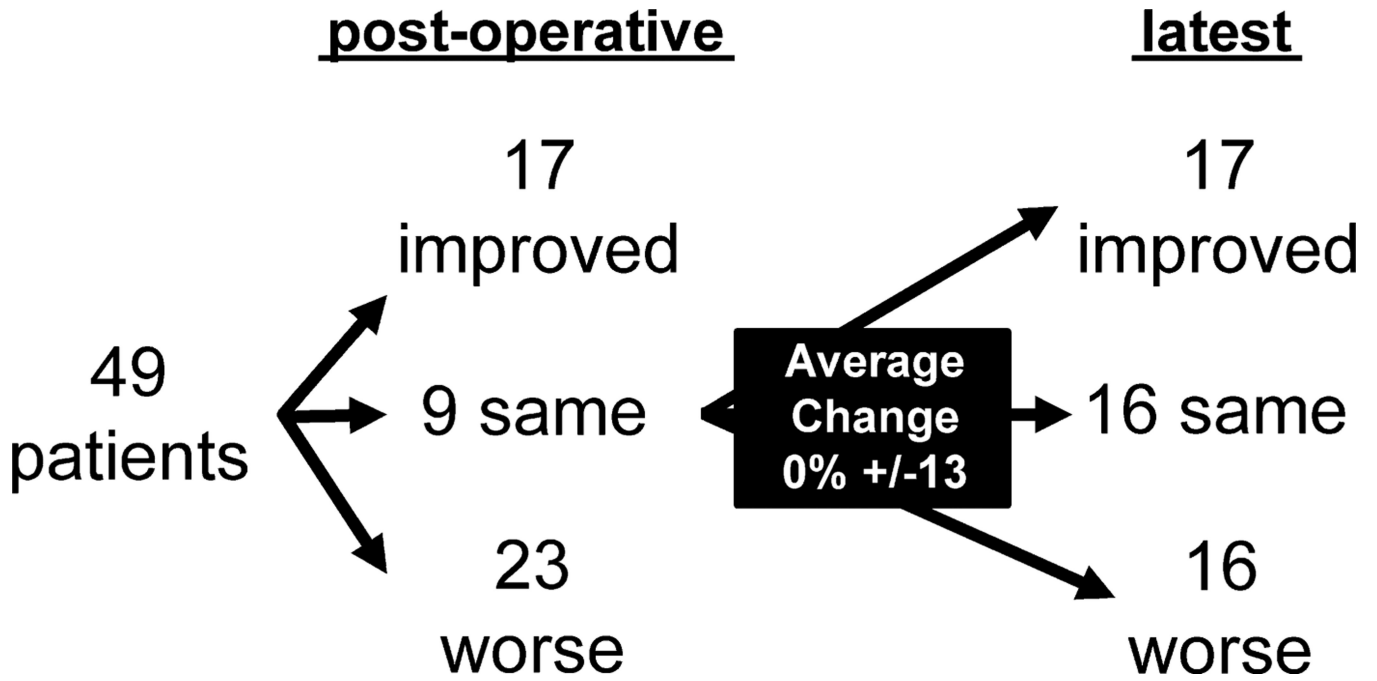 post-operative
latest
17
improved
17
improved
49
patients
9 same
Average
Change
0% +/-13
16 same
23
worse
16
worse